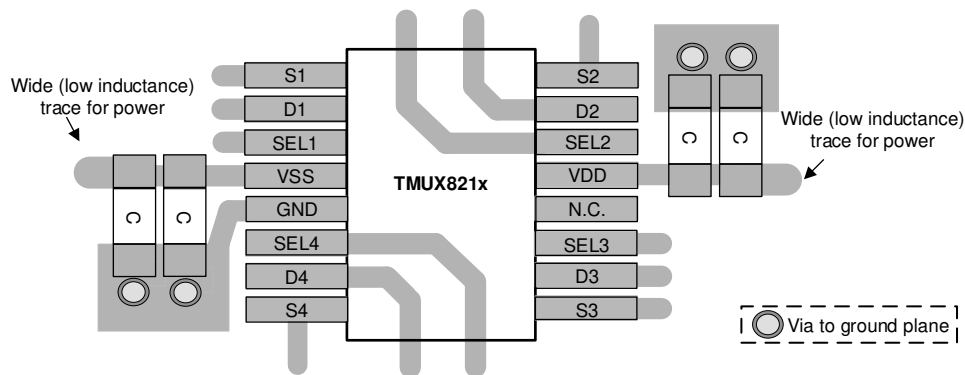 Wide (low inductance)
trace for power
S1
D1
SEL1
VSS
GND
SEL4
D4
S4
C
C
TMUX821x
S2
D2
SEL2
VDD
N.C.
SEL3
D3
S3
C
C
Wide (low inductance)
trace for power
Via to ground plane